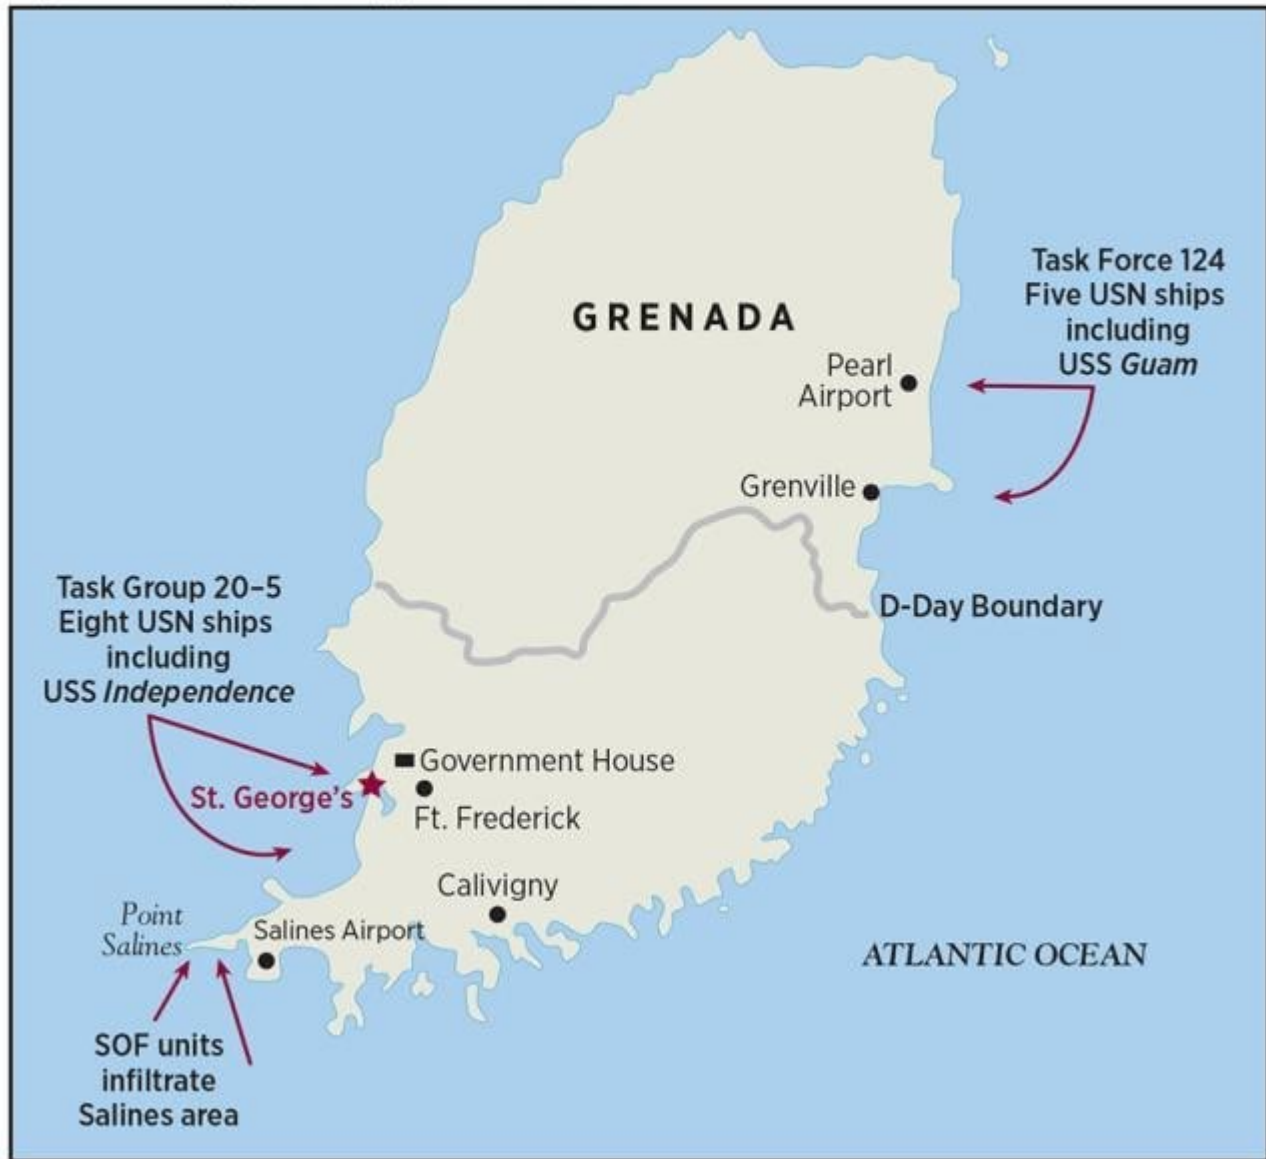 GRENADA
Task Force 124
Five USN ships
including
USS Guam
Pearl
Airport
Grenville
Task Group 20–5
Eight USN ships
including
USS Independence
D-Day Boundary
Government House
St. George's
Ft. Frederick
Calivigny
Point
Salines
Salines Airport
ATLANTIC OCEAN
SOF units
infiltrate
Salines area